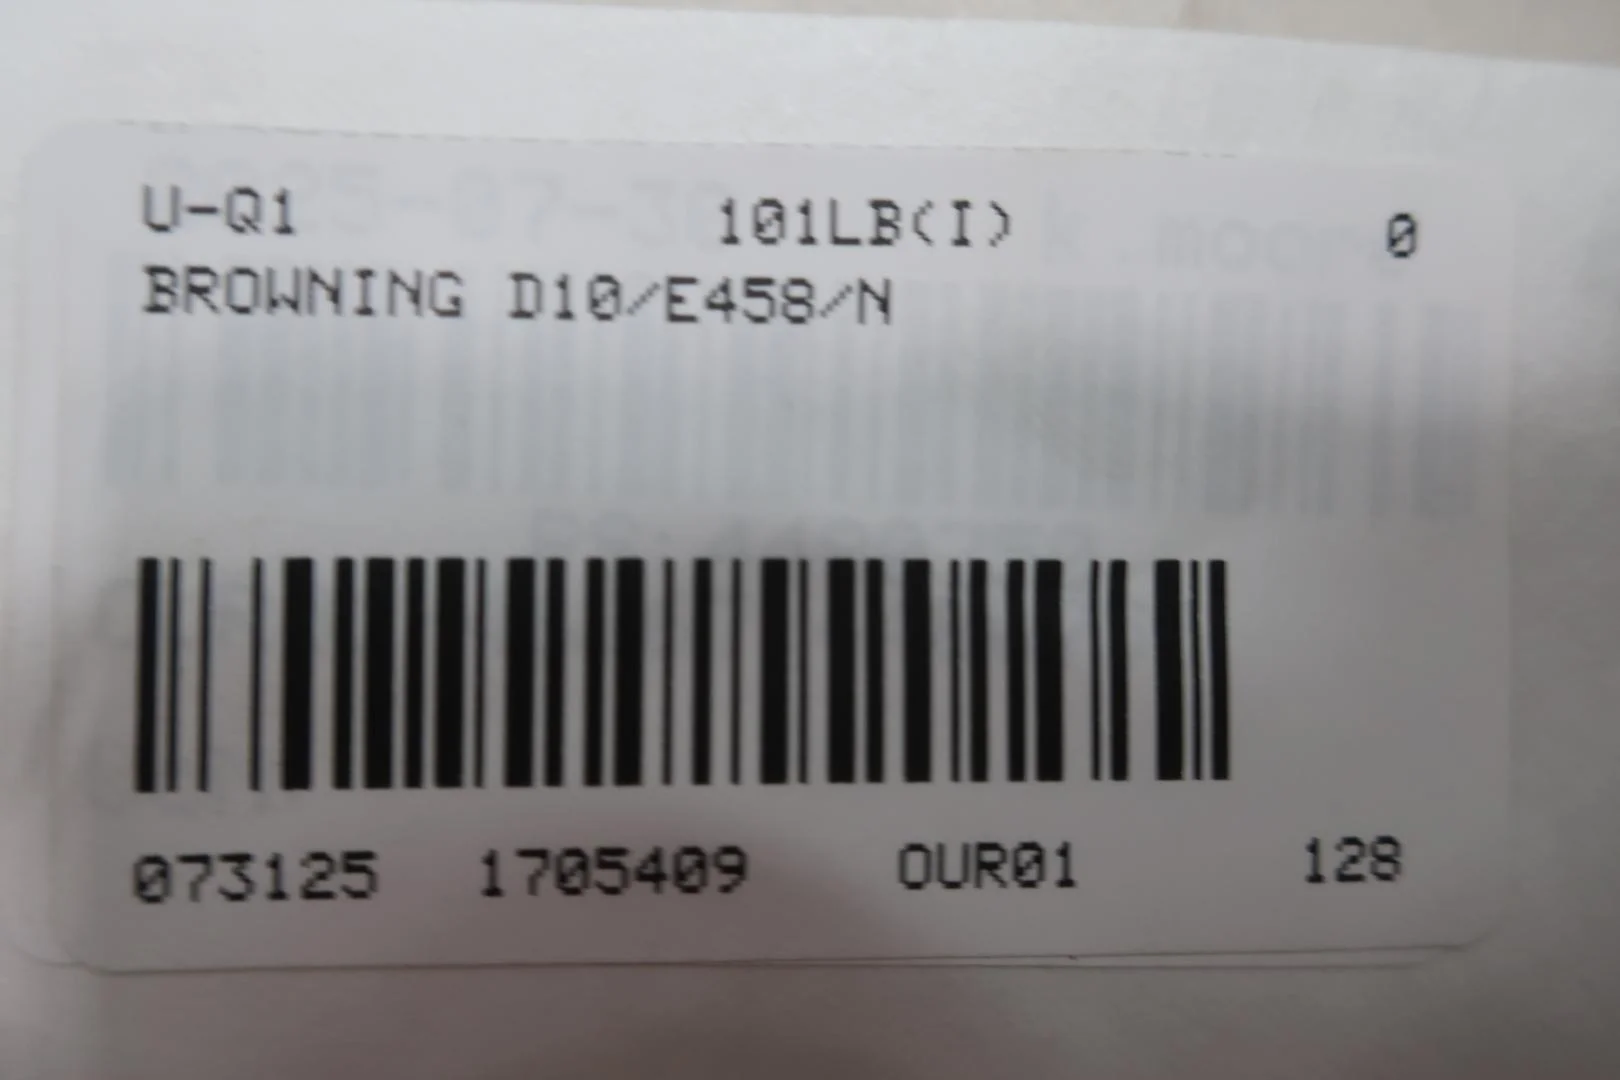 U-Q1 101LB(I) 0
BROWNING D10/E458/N
073125 1705409 OUR01 128